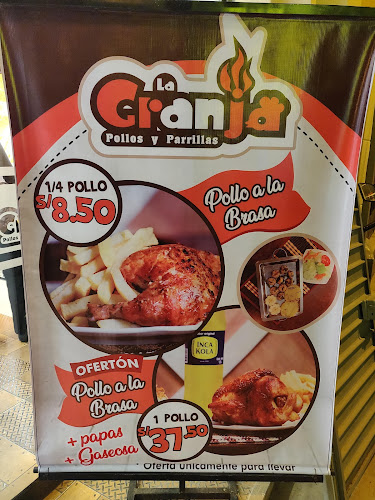 La
Granja
Pollos y Parrillas
1/4 POLLO
S/ 8.50
Pollo a la
Brasa
INCA
KOLA
OFERTÓN
Pollo a la
Brasa
+ papas
+ Gaseosa
1 POLLO
S/ 37.50
• Oferta únicamente para llevar